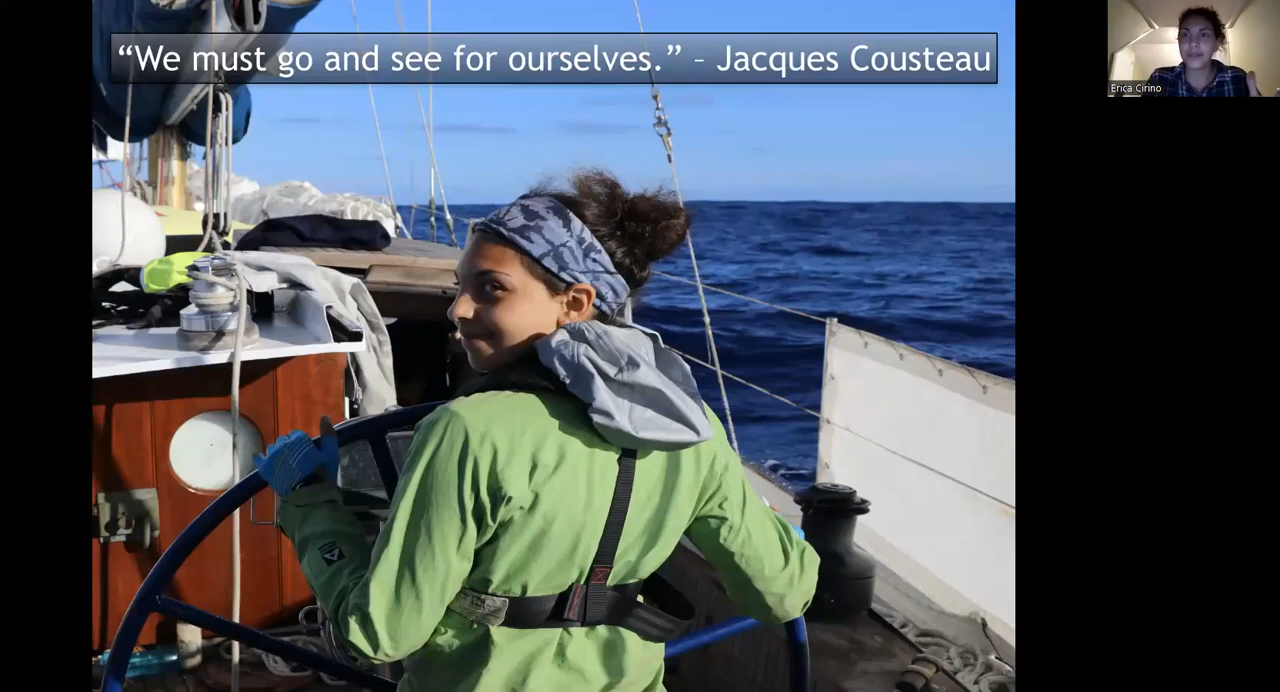 “We must go and see for ourselves.” – Jacques Cousteau
Erica Cirino